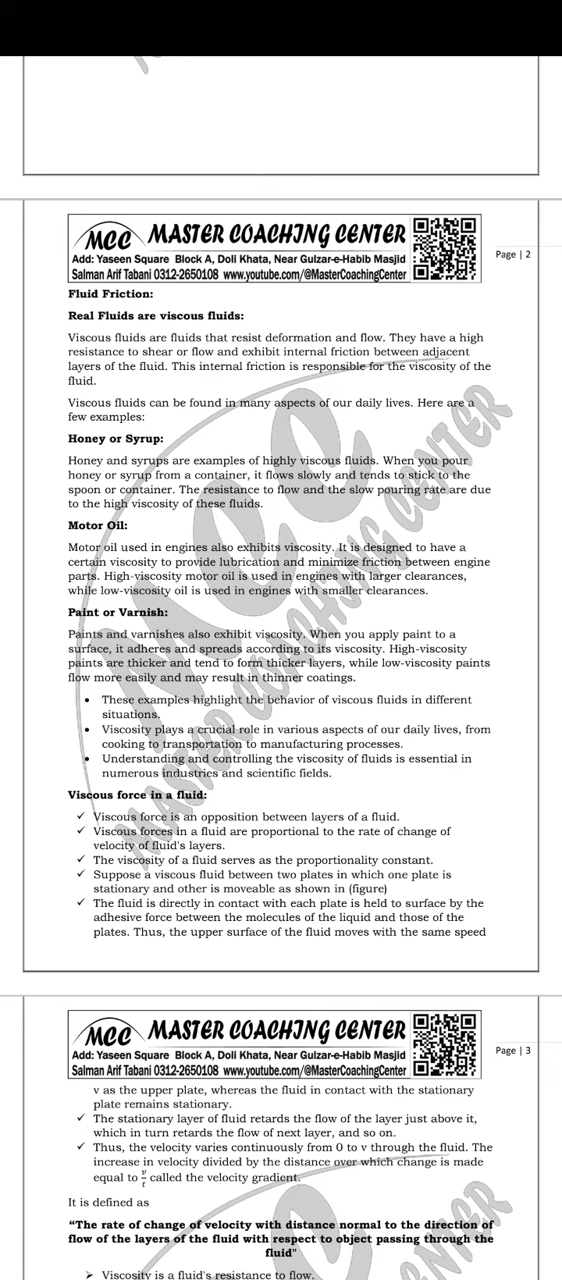 MCC MASTER COACHING CENTER
Add: Yaseen Square Block A, Doli Khata, Near Gulzar-e-Habib Masjid
Salman Arif Tabani 0312-2650108 www.youtube.com/@MasterCoachingCenter
Page | 2
Fluid Friction:
Real Fluids are viscous fluids:
Viscous fluids are fluids that resist deformation and flow. They have a high
resistance to shear or flow and exhibit internal friction between adjacent
layers of the fluid. This internal friction is responsible for the viscosity of the
fluid.
Viscous fluids can be found in many aspects of our daily lives. Here are a
few examples:
Honey or Syrup:
Honey and syrups are examples of highly viscous fluids. When you pour
honey or syrup from a container, it flows slowly and tends to stick to the
spoon or container. The resistance to flow and the slow pouring rate are due
to the high viscosity of these fluids.
Motor Oil:
Motor oil used in engines also exhibits viscosity. It is designed to have a
certain viscosity to provide lubrication and minimize friction between engine
parts. High-viscosity motor oil is used in engines with larger clearances,
while low-viscosity oil is used in engines with smaller clearances.
Paint or Varnish:
Paints and varnishes also exhibit viscosity. When you apply paint to a
surface, it adheres and spreads according to its viscosity. High-viscosity
paints are thicker and tend to form thicker layers, while low-viscosity paints
flow more easily and may result in thinner coatings.
• These examples highlight the behavior of viscous fluids in different
situations.
• Viscosity plays a crucial role in various aspects of our daily lives, from
cooking to transportation to manufacturing processes.
• Understanding and controlling the viscosity of fluids is essential in
numerous industries and scientific fields.
Viscous force in a fluid:
✓ Viscous force is an opposition between layers of a fluid.
✓ Viscous forces in a fluid are proportional to the rate of change of
velocity of fluid's layers.
✓ The viscosity of a fluid serves as the proportionality constant.
✓ Suppose a viscous fluid between two plates in which one plate is
stationary and other is moveable as shown in (figure)
✓ The fluid is directly in contact with each plate is held to surface by the
adhesive force between the molecules of the liquid and those of the
plates. Thus, the upper surface of the fluid moves with the same speed
MCC MASTER COACHING CENTER
Add: Yaseen Square Block A, Doli Khata, Near Gulzar-e-Habib Masjid
Salman Arif Tabani 0312-2650108 www.youtube.com/@MasterCoachingCenter
Page | 3
v as the upper plate, whereas the fluid in contact with the stationary
plate remains stationary.
✓ The stationary layer of fluid retards the flow of the layer just above it,
which in turn retards the flow of next layer, and so on.
✓ Thus, the velocity varies continuously from 0 to v through the fluid. The
increase in velocity divided by the distance over which change is made
equal to v/t called the velocity gradient.
It is defined as
"The rate of change of velocity with distance normal to the direction of
flow of the layers of the fluid with respect to object passing through the
fluid"
➢ Viscosity is a fluid's resistance to flow.
MCC
MASTER COACHING CENTER